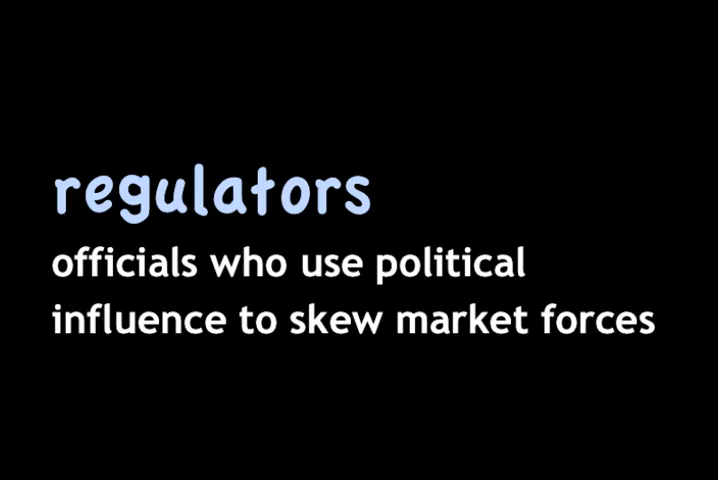 regulators
officials who use political
influence to skew market forces